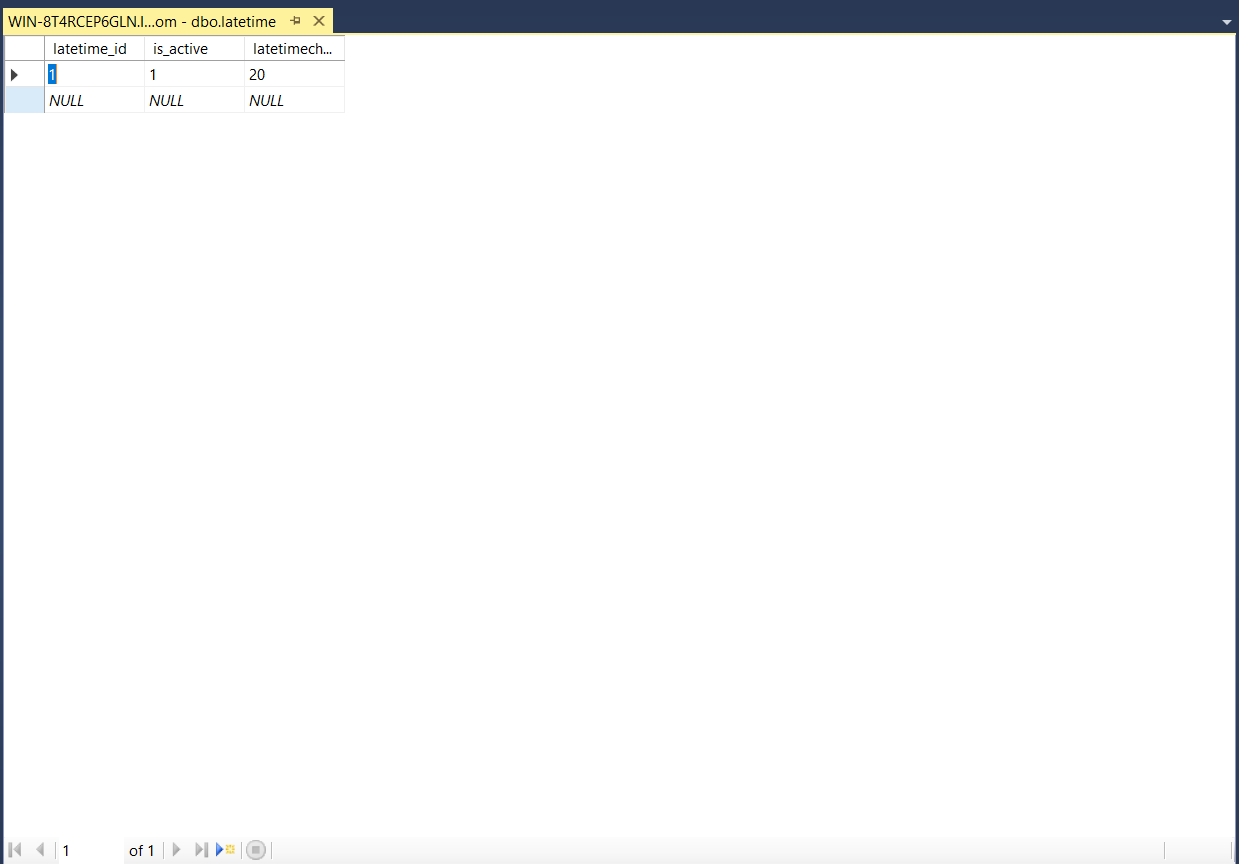 WIN-8T4RCEP6GLN.I...om - dbo.latetime
latetime_id is_active latetimech...
1 1 20
NULL NULL NULL
1 of 1